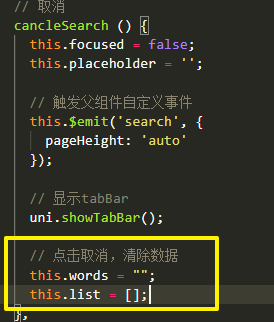 // 取消
cancleSearch () {
this.focused = false;
this.placeholder = '';
// 触发父组件自定义事件
this.$emit('search', {
pageHeight: 'auto'
});
// 显示tabBar
uni.showTabBar();
// 点击取消，清除数据
this.words = "";
this.list = [];
},